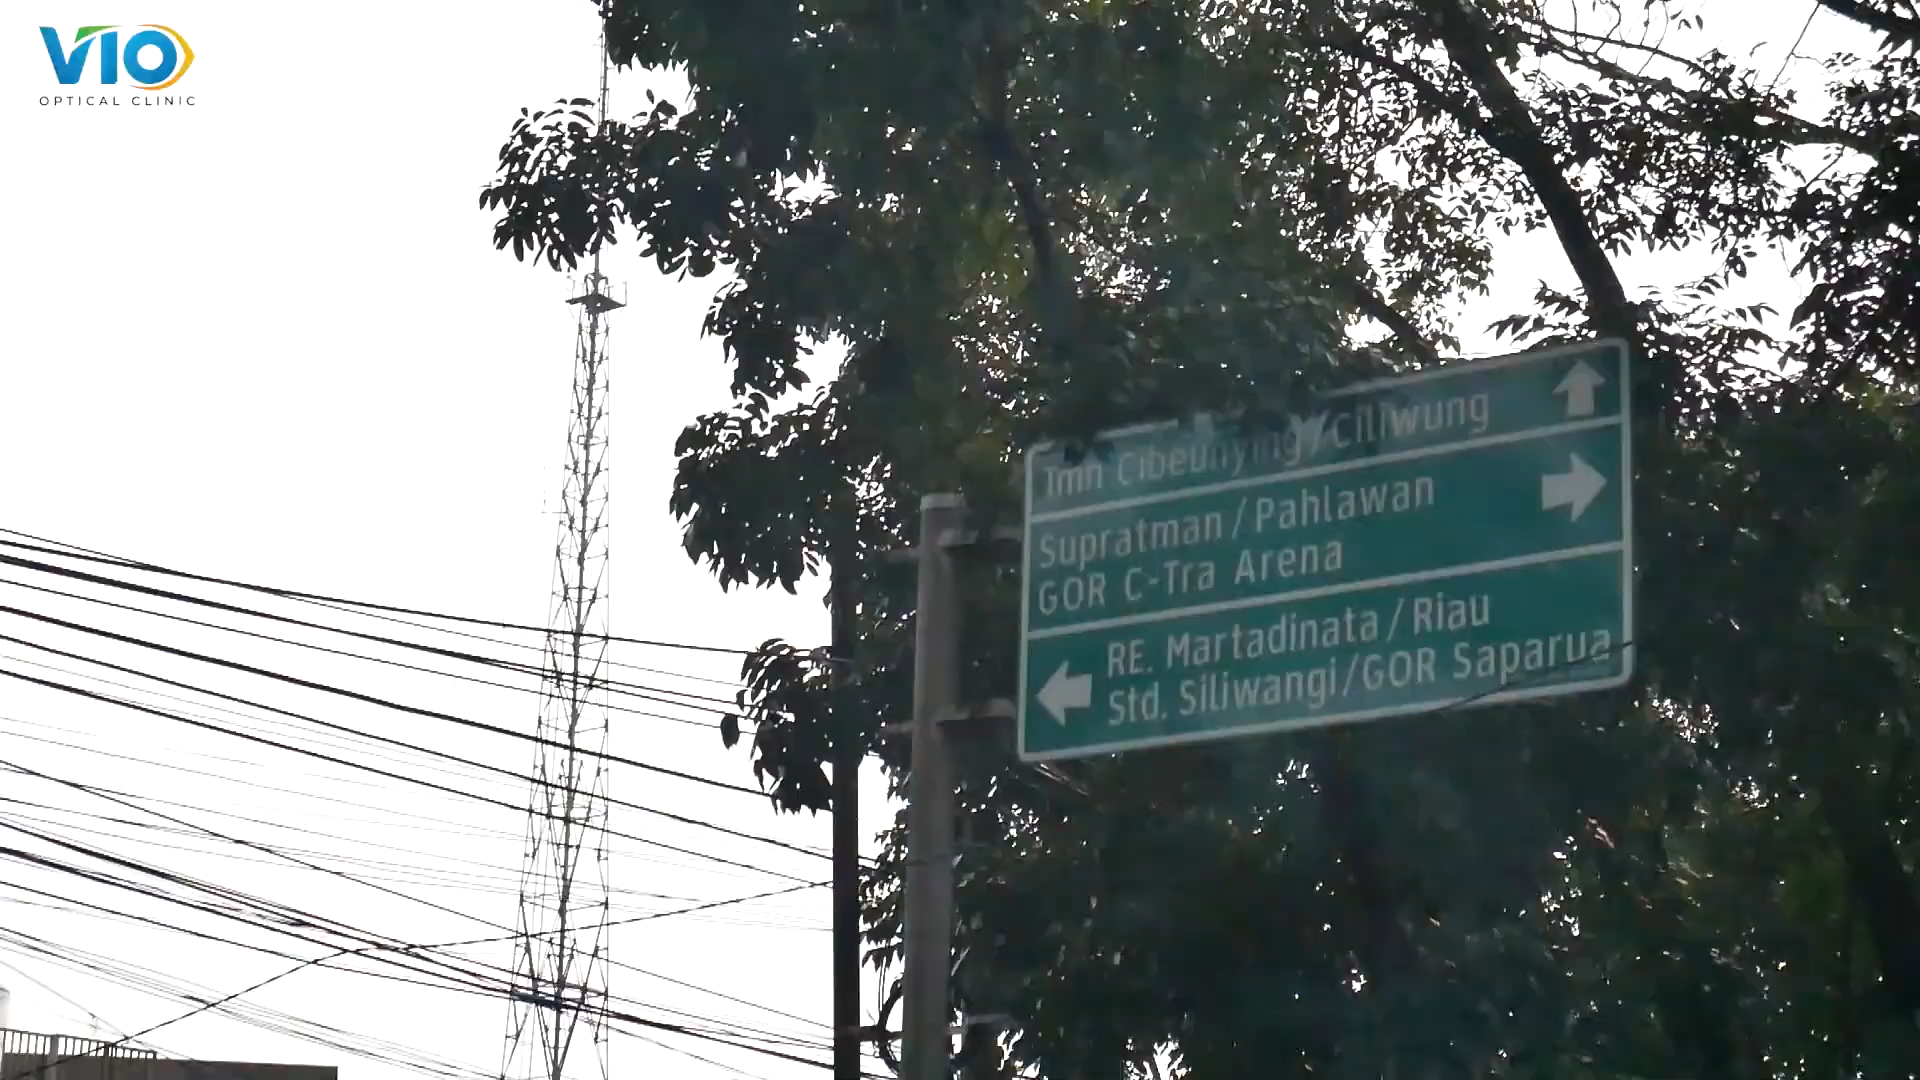 VIO
OPTICAL CLINIC
Tmn Cibeunying/Ciliwung
Supratman/Pahlawan
GOR C-Tra Arena
RE. Martadinata/Riau
Std. Siliwangi/GOR Saparua